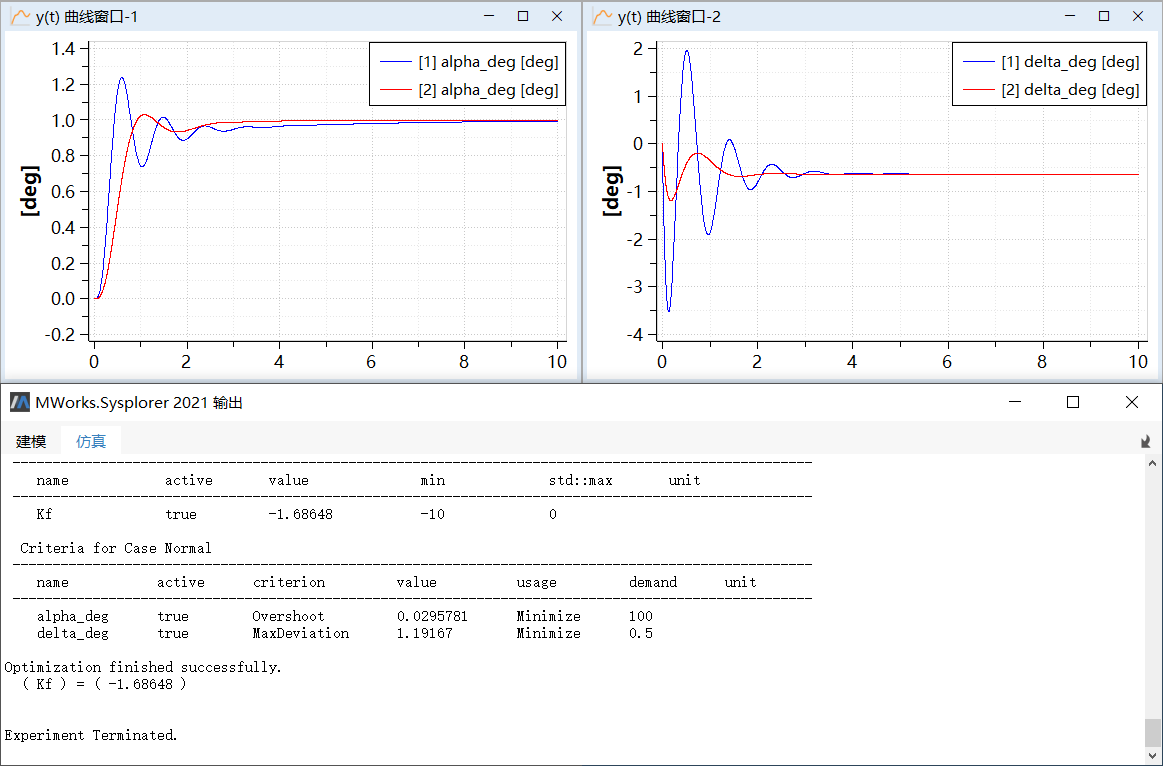 y(t) 曲线窗口-1
[1] alpha_deg [deg]
[2] alpha_deg [deg]
[deg]
1.4
1.2
1.0
0.8
0.6
0.4
0.2
0.0
-0.2
0 2 4 6 8 10
y(t) 曲线窗口-2
[1] delta_deg [deg]
[2] delta_deg [deg]
[deg]
2
1
0
-1
-2
-3
-4
0 2 4 6 8 10
MWorks.Sysplorer 2021 输出
建模 仿真
name active value min std::max unit
Kf true -1.68648 -10 0
Criteria for Case Normal
name active criterion value usage demand unit
alpha_deg true Overshoot 0.0295781 Minimize 100
delta_deg true MaxDeviation 1.19167 Minimize 0.5
Optimization finished successfully.
( Kf ) = ( -1.68648 )
Experiment Terminated.